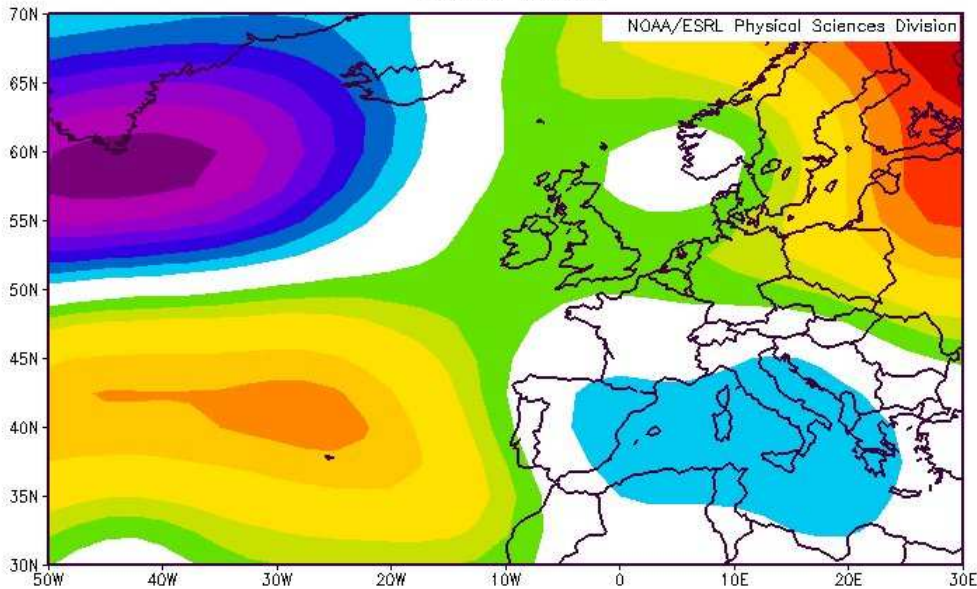 70N
NOAA/ESRL Physical Sciences Division
65N
60N
55N
50N
45N
40N
35N
30N
50W 40W 30W 20W 10W 0 10E 20E 30E